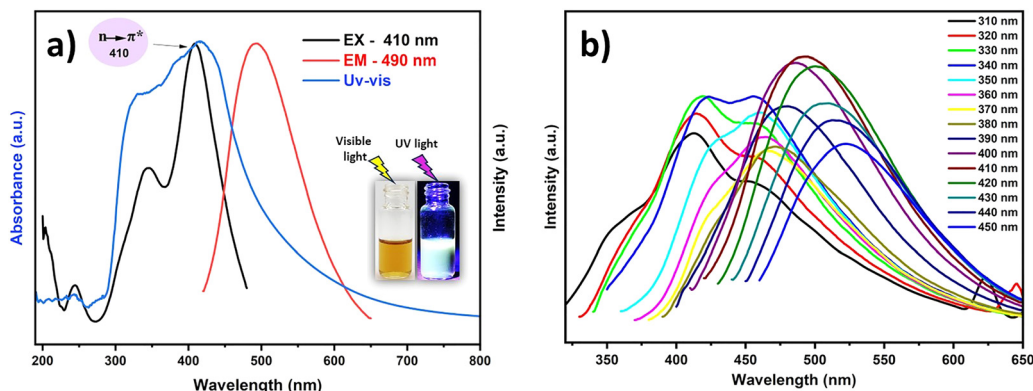 a)
n→π*
410
EX - 410 nm
EM - 490 nm
Uv-vis
Visible
light
UV light
Absorbance (a.u.)
Intensity (a.u.)
200 300 400 500 600 700 800
Wavelength (nm)
b)
310 nm
320 nm
330 nm
340 nm
350 nm
360 nm
370 nm
380 nm
390 nm
400 nm
410 nm
420 nm
430 nm
440 nm
450 nm
350 400 450 500 550 600 650
Wavelength (nm)